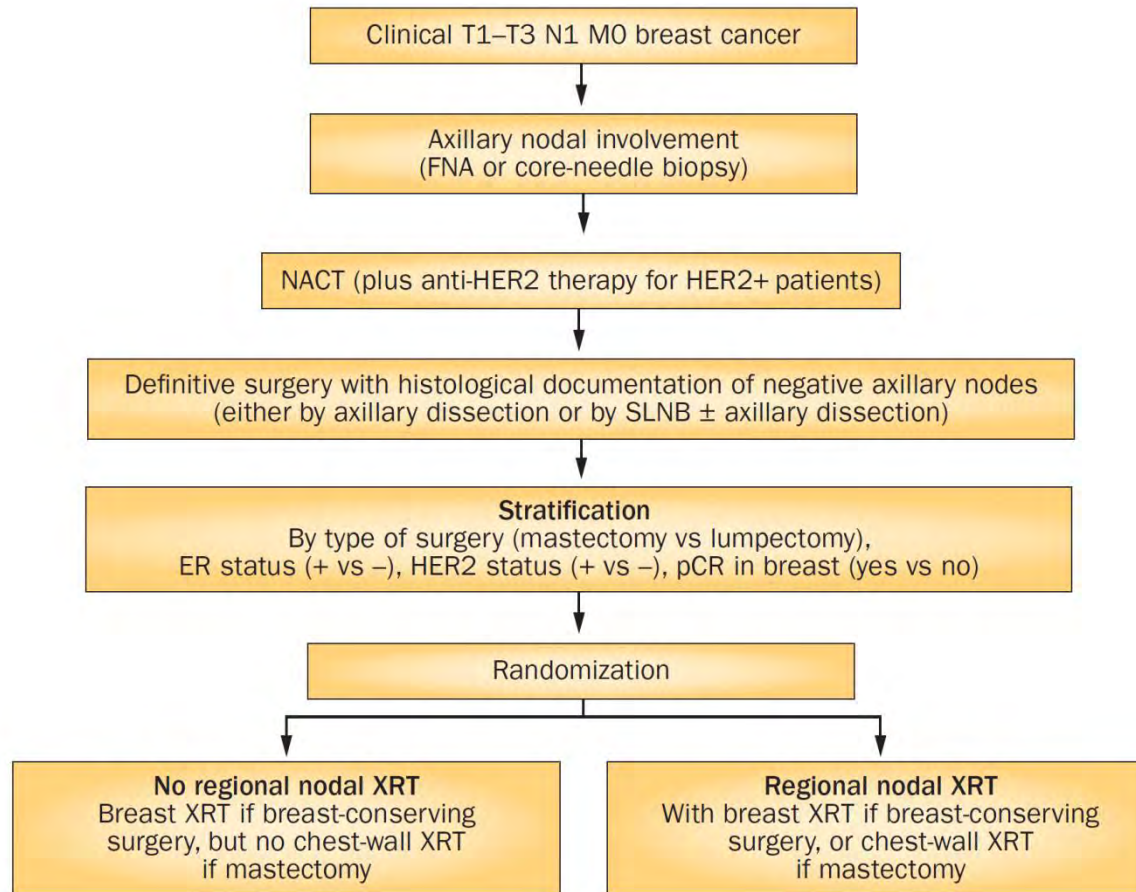 Clinical T1–T3 N1 M0 breast cancer
Axillary nodal involvement
(FNA or core-needle biopsy)
NACT (plus anti-HER2 therapy for HER2+ patients)
Definitive surgery with histological documentation of negative axillary nodes
(either by axillary dissection or by SLNB ± axillary dissection)
Stratification
By type of surgery (mastectomy vs lumpectomy),
ER status (+ vs –), HER2 status (+ vs –), pCR in breast (yes vs no)
Randomization
No regional nodal XRT
Breast XRT if breast-conserving
surgery, but no chest-wall XRT
if mastectomy
Regional nodal XRT
With breast XRT if breast-conserving
surgery, or chest-wall XRT
if mastectomy